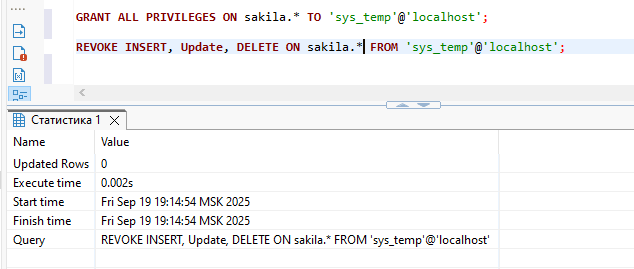 GRANT ALL PRIVILEGES ON sakila.* TO 'sys_temp'@'localhost';
REVOKE INSERT, Update, DELETE ON sakila.* FROM 'sys_temp'@'localhost';
Статистика 1
Name Value
Updated Rows 0
Execute time 0.002s
Start time Fri Sep 19 19:14:54 MSK 2025
Finish time Fri Sep 19 19:14:54 MSK 2025
Query REVOKE INSERT, Update, DELETE ON sakila.* FROM 'sys_temp'@'localhost'